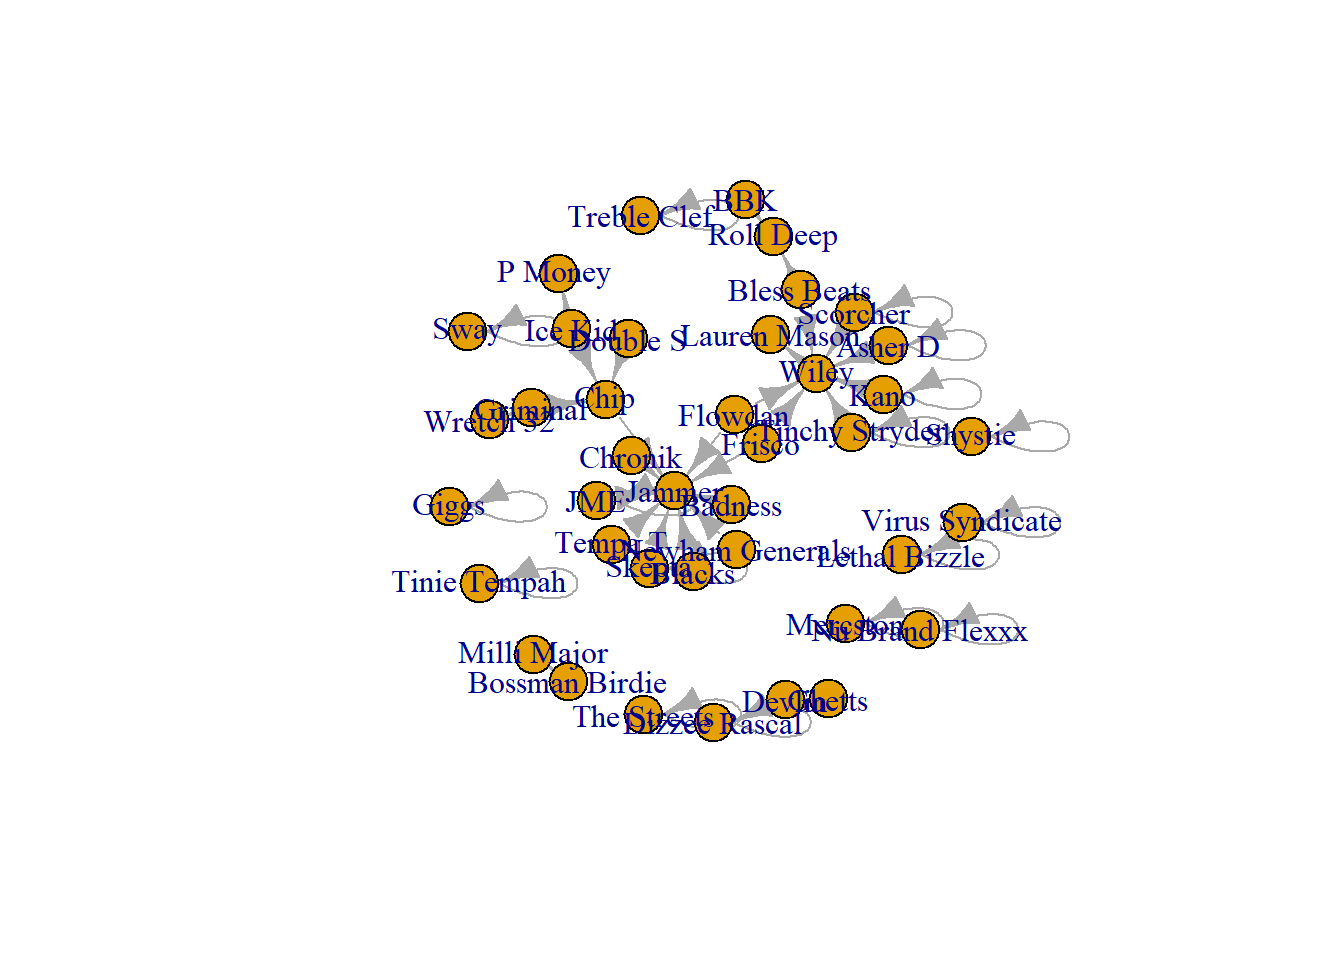 BBK
Treble Clef
Roll Deep
P Money
Bless Beats
Scorcher
Sway
Ice Kid
Double S
Lauren Mason
Asher D
Wiley
Kano
Chip
Griminal
Wretch 32
Flowdan
Tinchy Stryder
Shystie
Frisco
Chronik
Jammer
Giggs
JME
Badness
Virus Syndicate
Tempa T
Newham Generals
Lethal Bizzle
Skepta
Blacks
Tinie Tempah
Mercston
Nu Brand Flexxx
Milli Major
Bossman Birdie
Devlin
Ghetts
The Streets
Dizzee Rascal